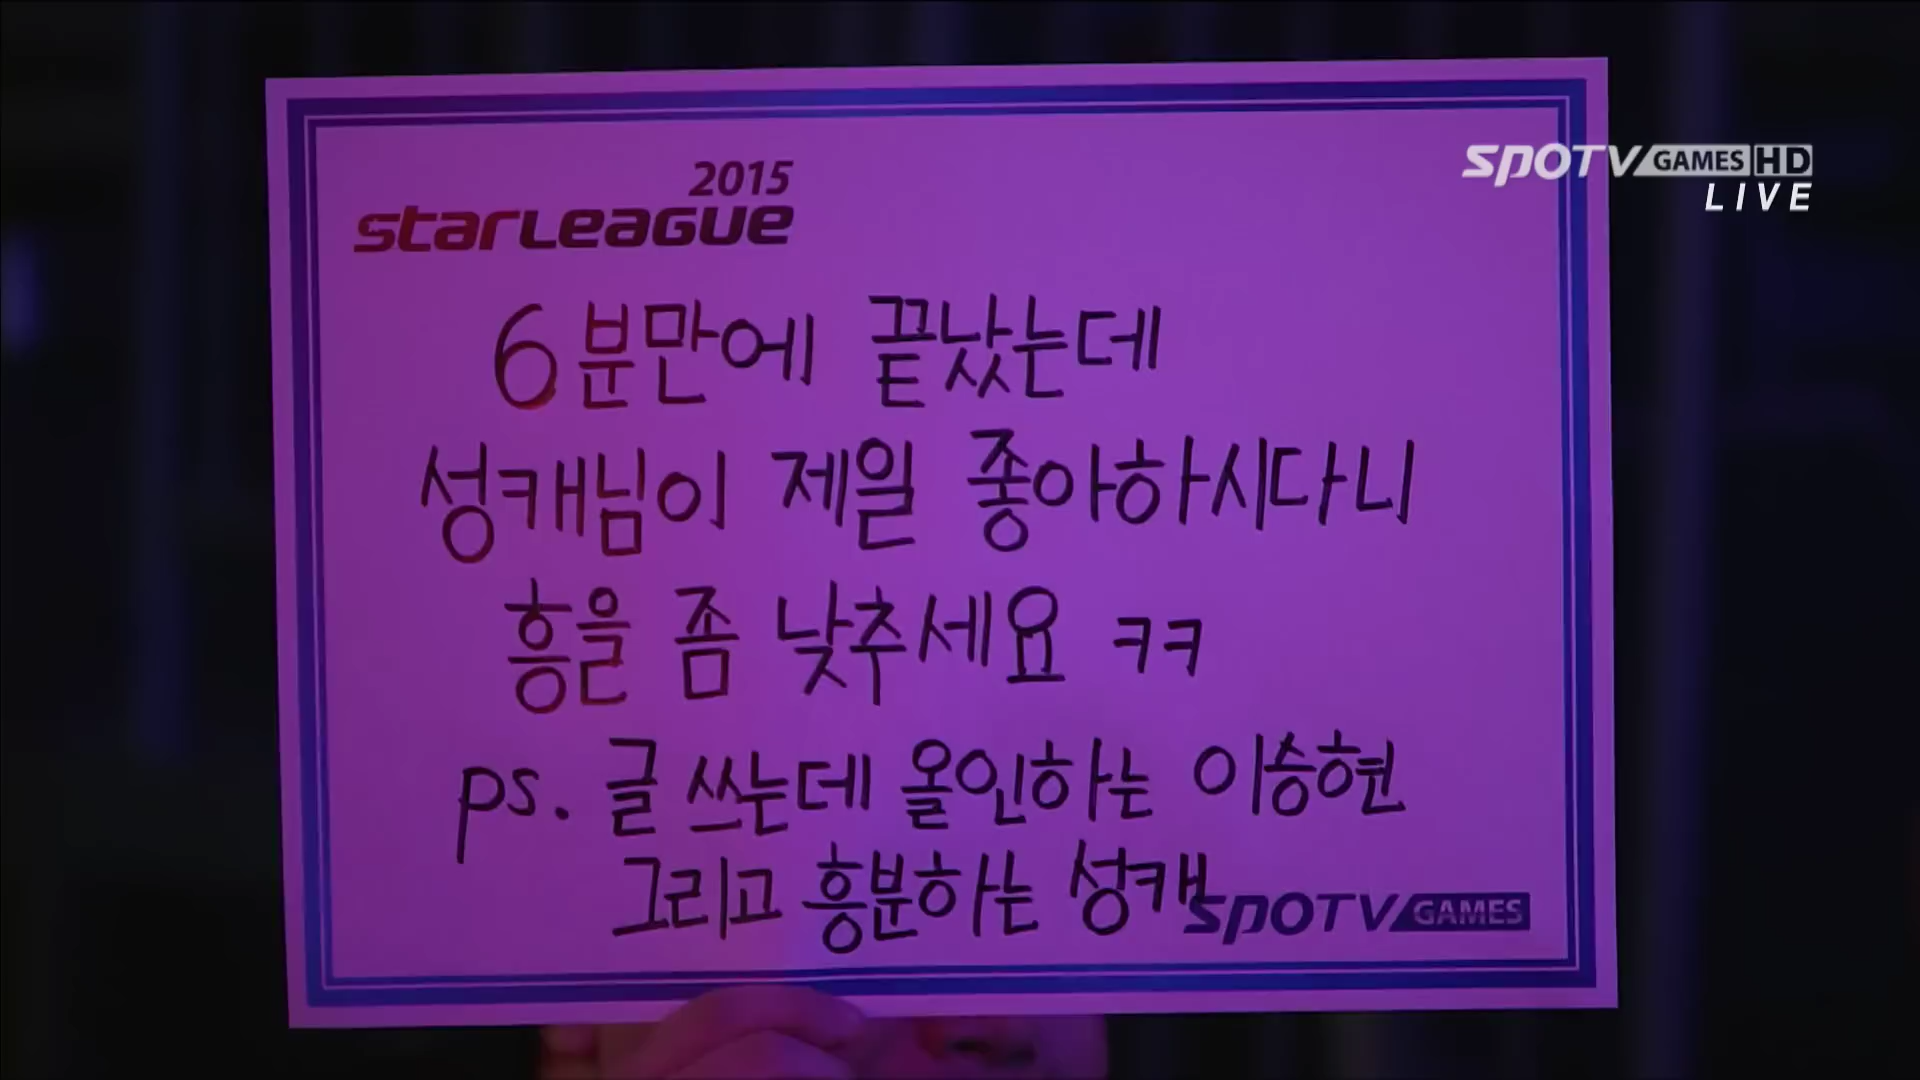 2015
STARLEAGUE
SPOTV GAMES HD
LIVE
6분만에 끝났는데
성캐님이 제일 좋아하시다니
흥을 좀 낮추세요 ㅋㅋ
ps. 글 쓰는데 올인하는 이승현
그리고 흥분하는 성캐
SPOTV GAMES